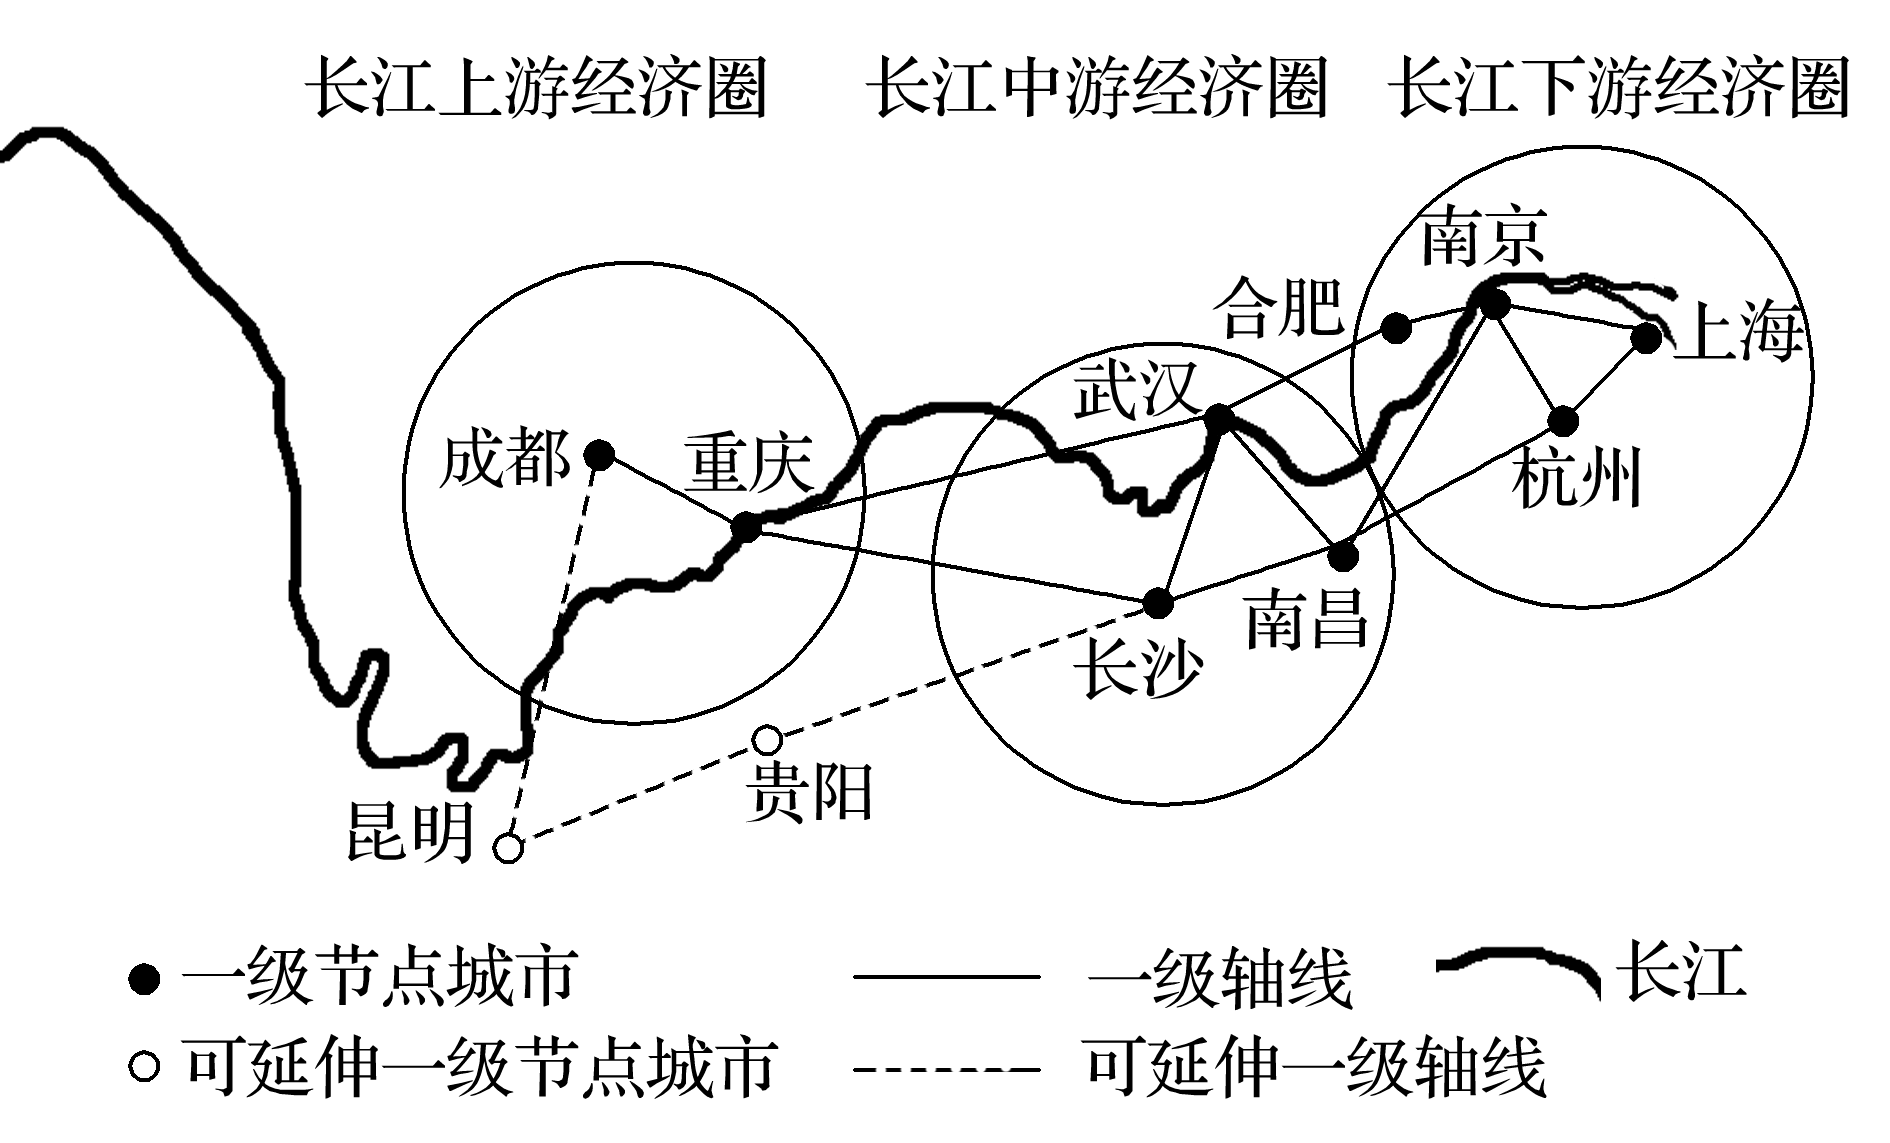 长江上游经济圈
长江中游经济圈
长江下游经济圈
南京
合肥
上海
武汉
成都
重庆
杭州
南昌
长沙
贵阳
昆明
一级节点城市
一级轴线
长江
可延伸一级节点城市
可延伸一级轴线